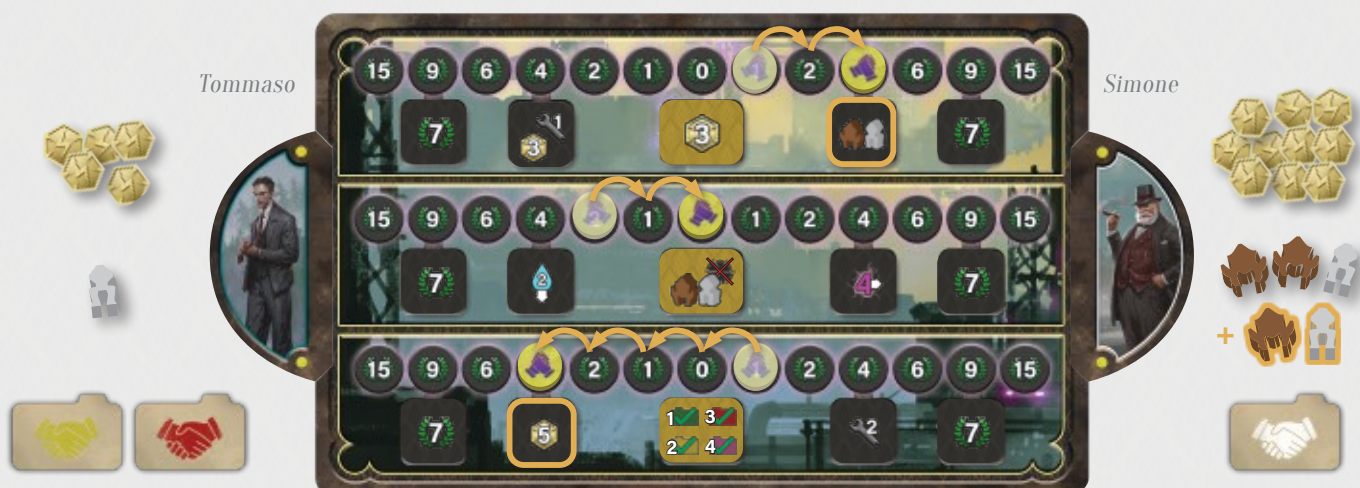 15 9 6 4 2 1 0 2 6 9 15
Tommaso
Simone
7 3 1 3 7
15 9 6 4 1 1 2 4 6 9 15
7 2 4 7
+
15 9 6 2 1 0 2 4 6 9 15
7 5 1 3 2 7
2 4